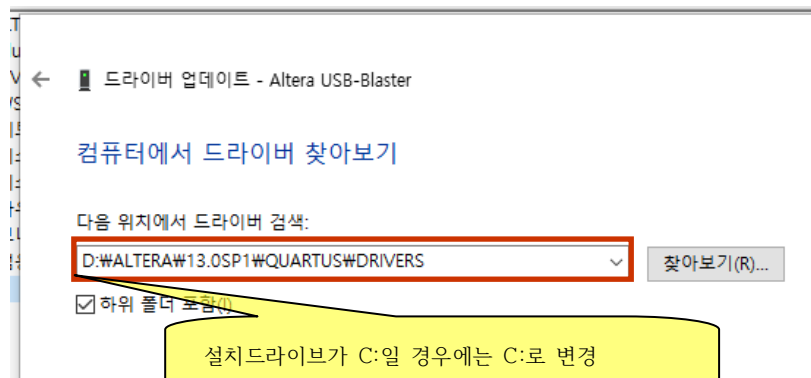 드라이버 업데이트 - Altera USB-Blaster
컴퓨터에서 드라이버 찾아보기
다음 위치에서 드라이버 검색:
D:₩ALTERA₩13.0SP1₩QUARTUS₩DRIVERS
찾아보기(R)...
하위 폴더 포함(I)
설치드라이브가 C:일 경우에는 C:로 변경